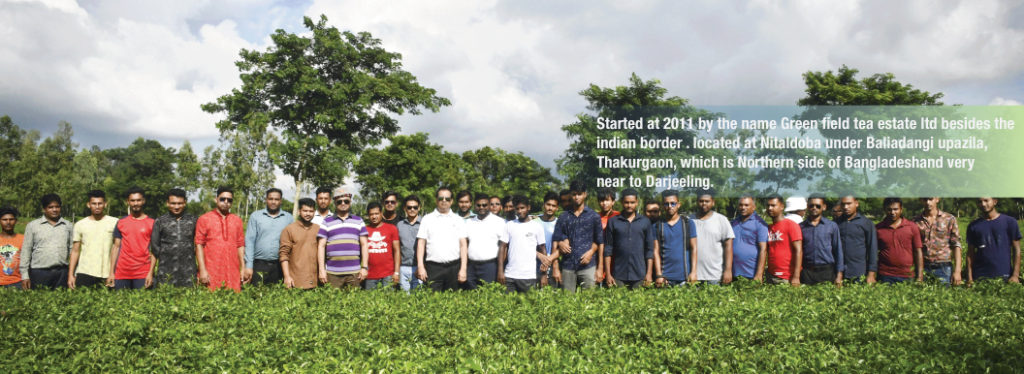 Started at 2011 by the name Green field tea estate ltd besides the
indian border . located at Nitaldoba under Baliadangi upazila,
Thakurgaon, which is Northern side of Bangladeshand very
near to Darjeeling.